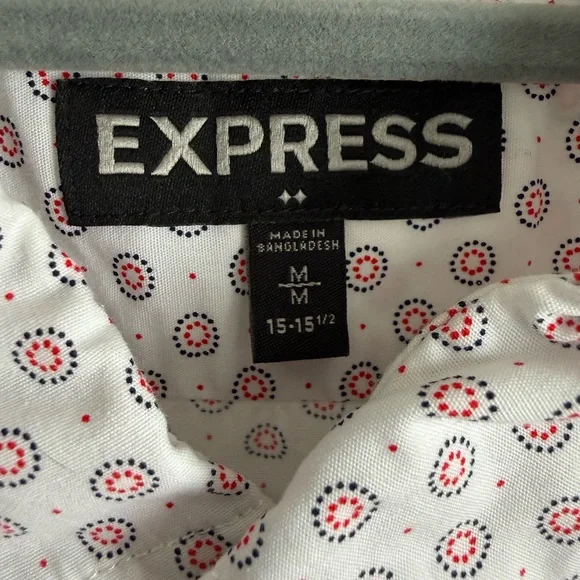 EXPRESS
MADE IN
BANGLADESH
M
M
15-15 1/2